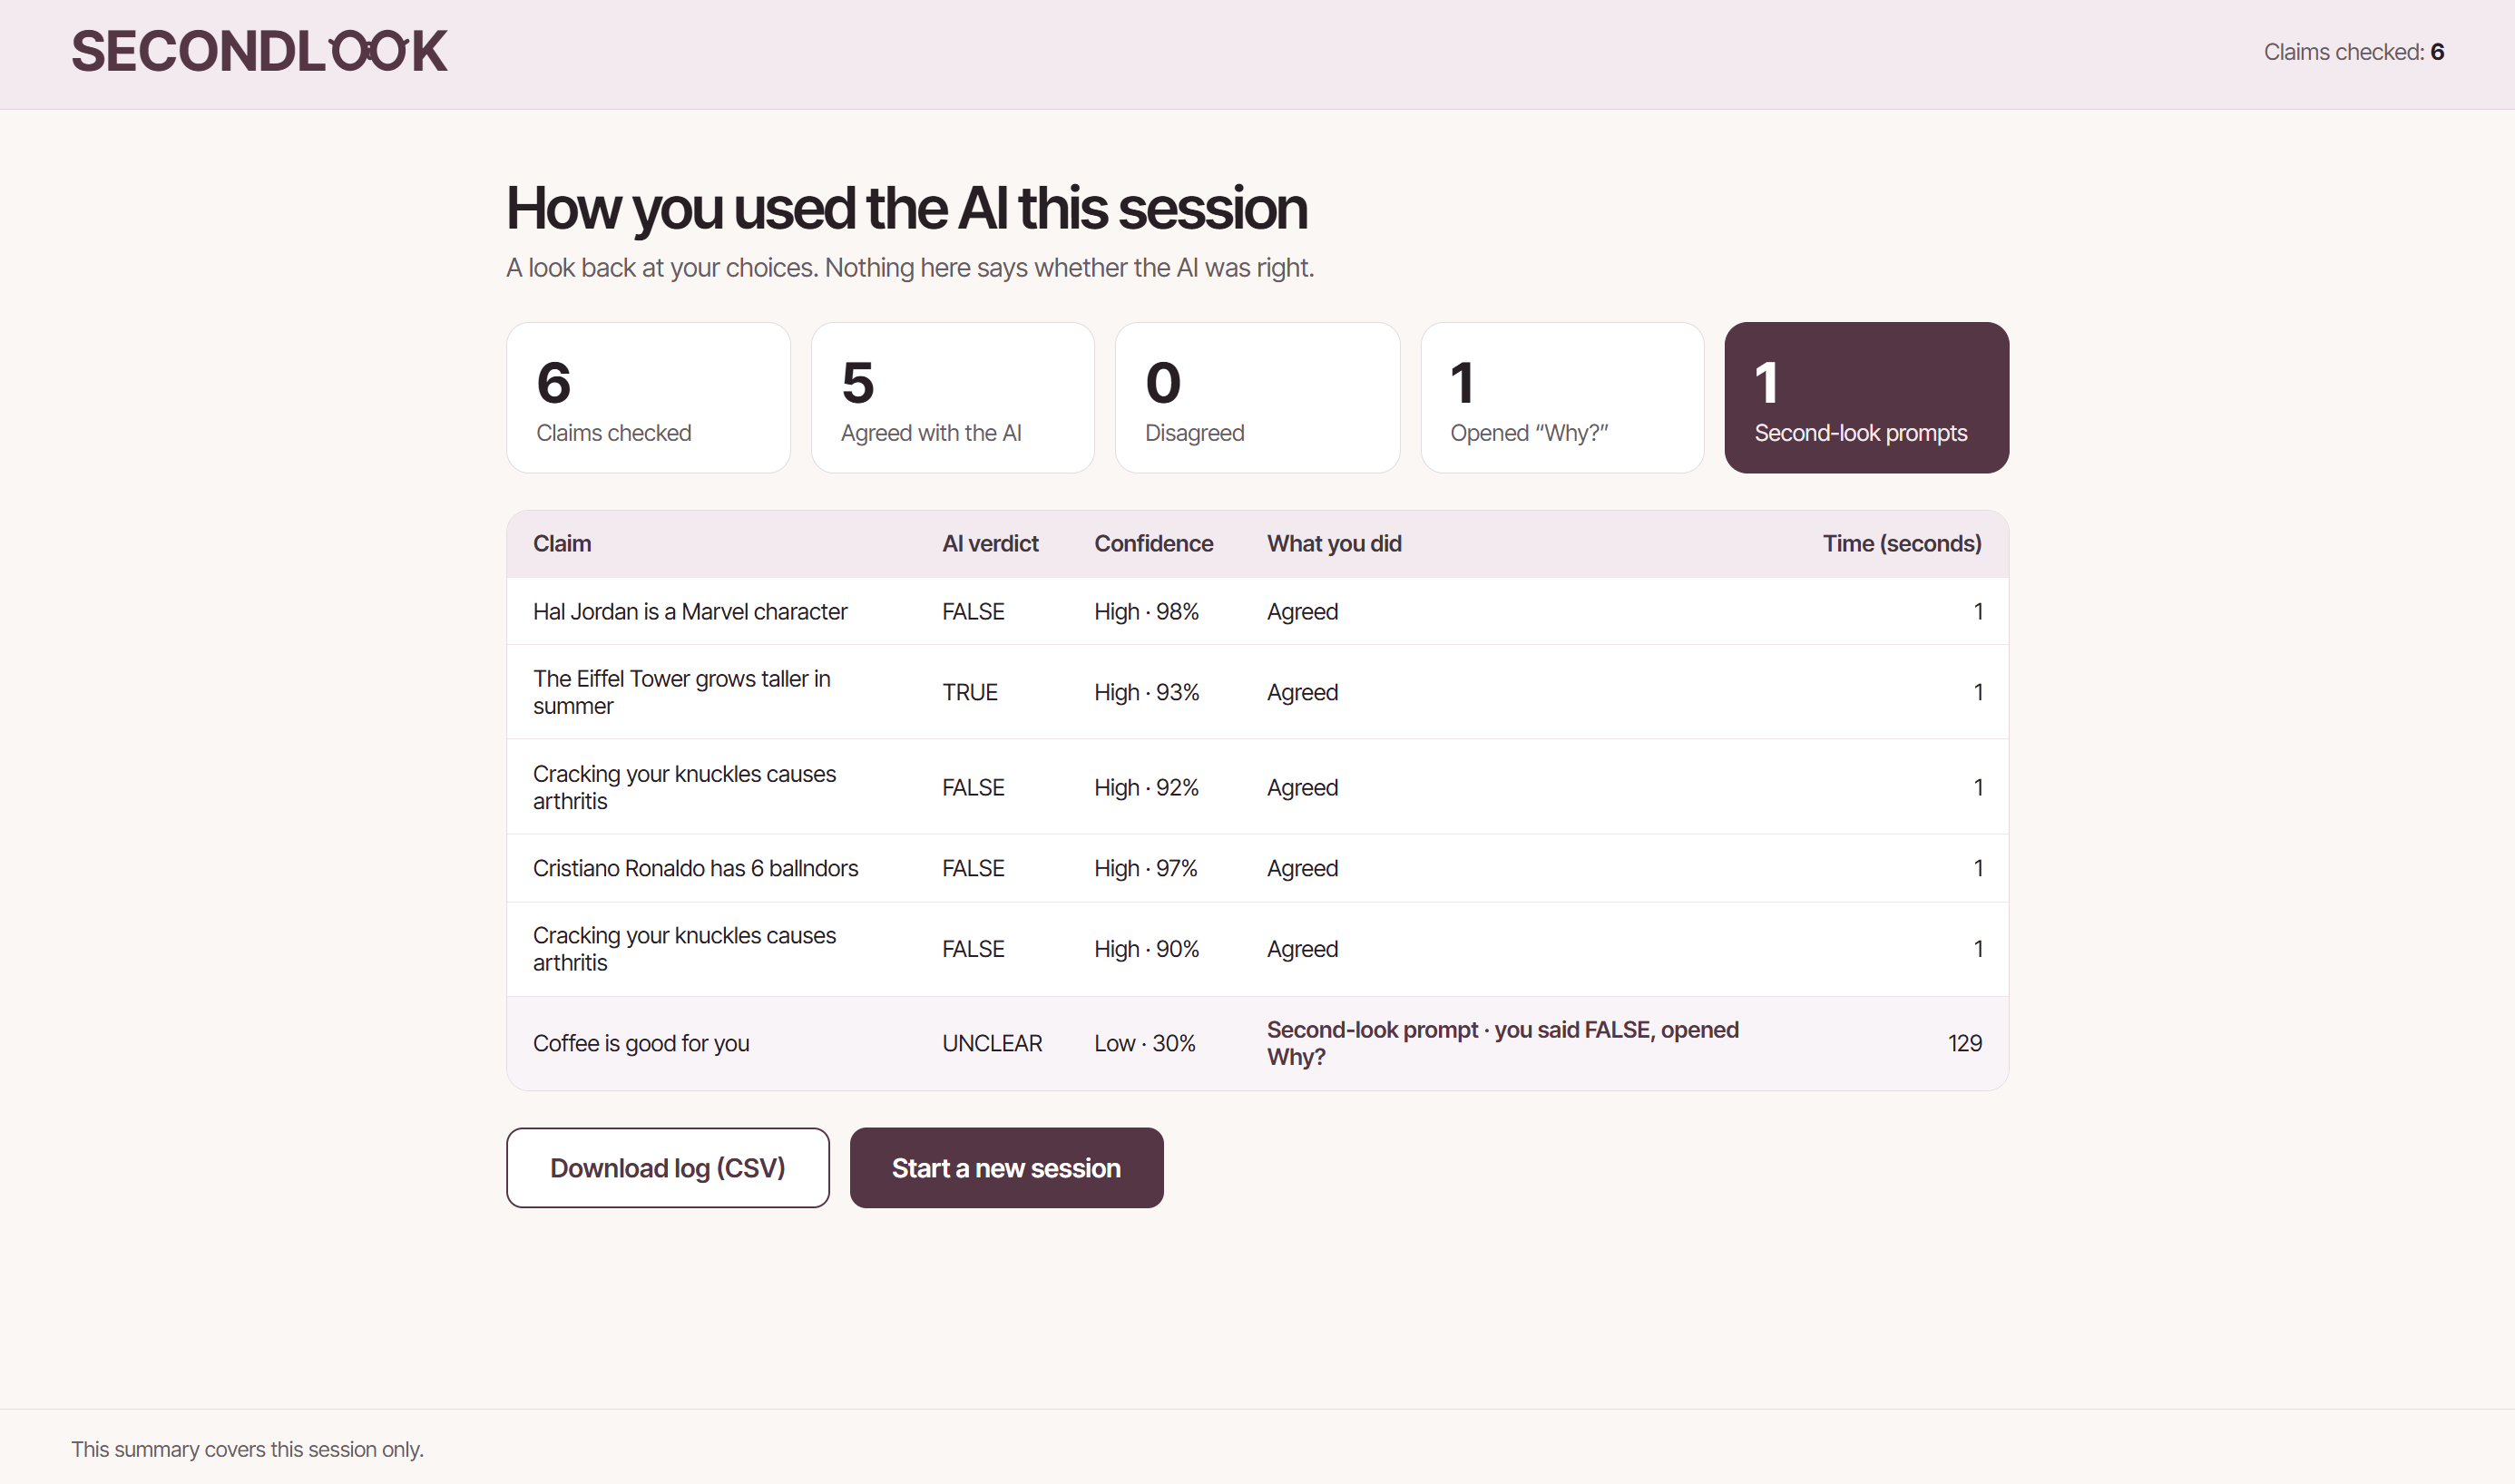 SECONDLOOK
Claims checked: 6
How you used the AI this session
A look back at your choices. Nothing here says whether the AI was right.
6
Claims checked
5
Agreed with the AI
0
Disagreed
1
Opened “Why?”
1
Second-look prompts
Claim AI verdict Confidence What you did Time (seconds)
Hal Jordan is a Marvel character FALSE High · 98% Agreed 1
The Eiffel Tower grows taller in
summer TRUE High · 93% Agreed 1
Cracking your knuckles causes
arthritis FALSE High · 92% Agreed 1
Cristiano Ronaldo has 6 ballndors FALSE High · 97% Agreed 1
Cracking your knuckles causes
arthritis FALSE High · 90% Agreed 1
Coffee is good for you UNCLEAR Low · 30% Second-look prompt · you said FALSE, opened
Why? 129
Download log (CSV) Start a new session
This summary covers this session only.